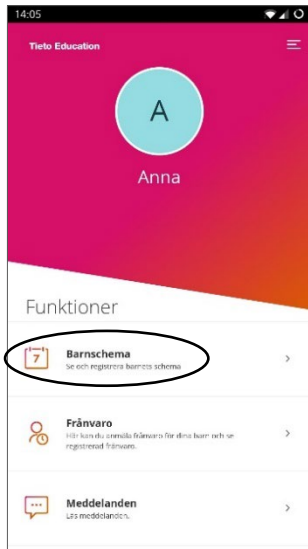 14:05
Tieto Education
A
Anna
Funktioner
7
Barnschema
Se och registrera barnets schema
Frånvaro
Här kan du anmäla frånvaro för dina barn och se
registrerad frånvaro.
Meddelanden
Läs meddelanden.